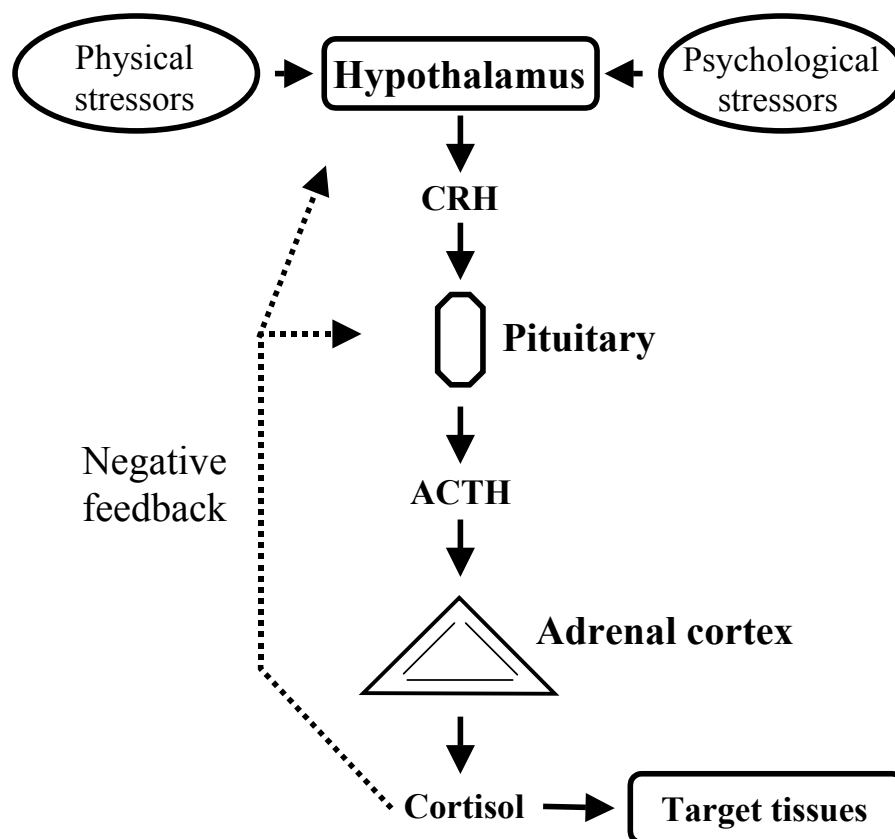 Physical
stressors
Hypothalamus
Psychological
stressors
CRH
Pituitary
Negative
feedback
ACTH
Adrenal cortex
Cortisol
Target tissues